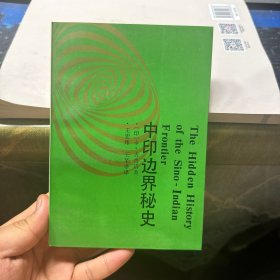 The Hidden History
of the Sino-Indian
Frontier
中印边界秘史